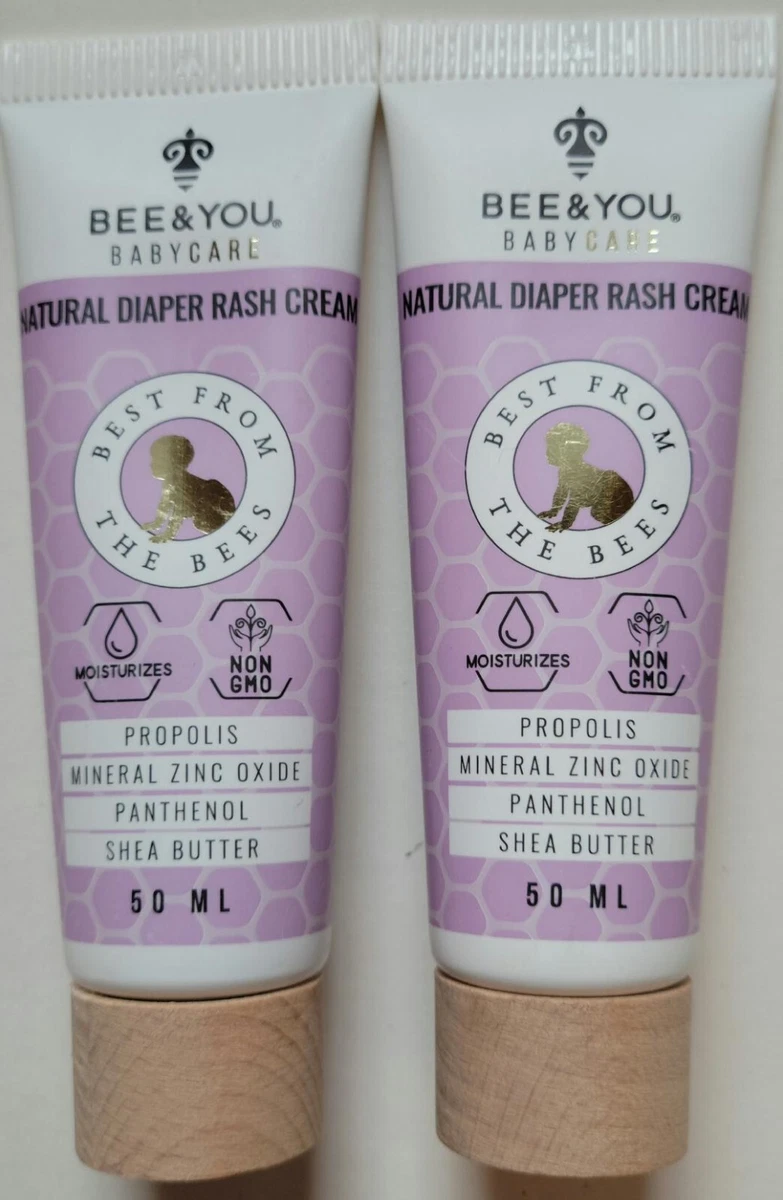 BEE&YOU®
BABYCARE
NATURAL DIAPER RASH CREAM
BEST FROM
THE BEES
MOISTURIZES
NON
GMO
PROPOLIS
MINERAL ZINC OXIDE
PANTHENOL
SHEA BUTTER
50 ML
BEE&YOU®
BABYCARE
NATURAL DIAPER RASH CREAM
BEST FROM
THE BEES
MOISTURIZES
NON
GMO
PROPOLIS
MINERAL ZINC OXIDE
PANTHENOL
SHEA BUTTER
50 ML